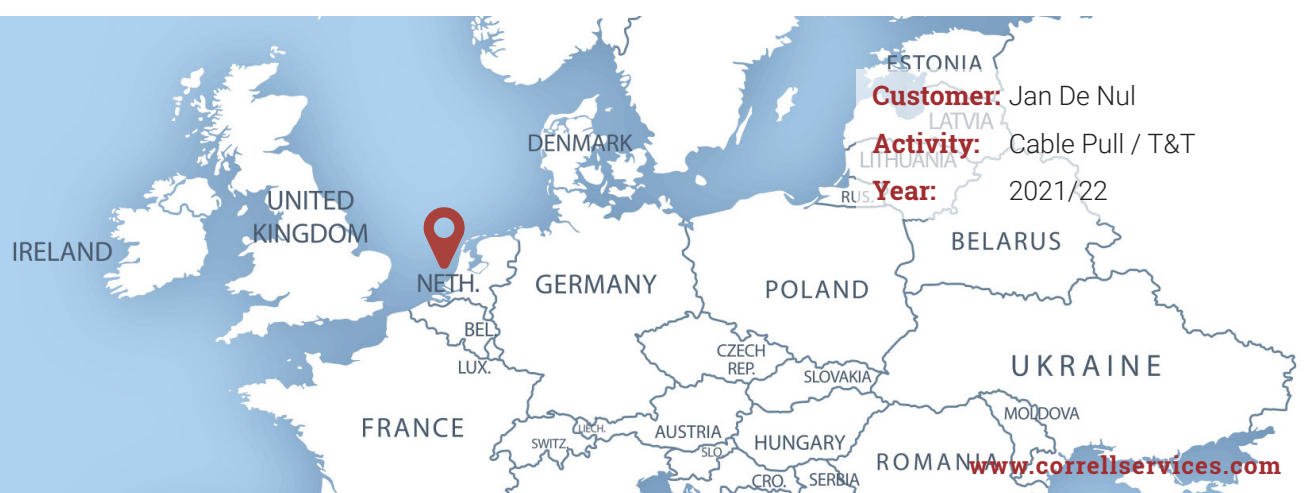 ESTONIA
Customer: Jan De Nul
LATVIA
DENMARK
Activity: Cable Pull / T&T
LITHUANIA
RUS.
Year: 2021/22
UNITED
KINGDOM
IRELAND
BELARUS
NETH.
GERMANY
POLAND
BEL.
LUX.
CZECH
REP.
SLOVAKIA
UKRAINE
FRANCE
MOLDOVA
SWITZ.
LIECH.
AUSTRIA
HUNGARY
SLO.
ROMANIA
www.correllservices.com
CRO.
SERBIA